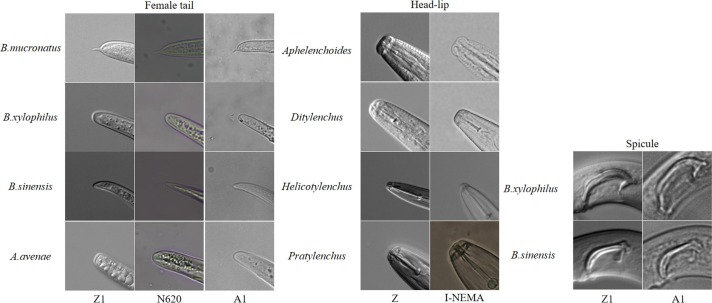 Female tail
B.mucronatus
B.xylophilus
B.sinensis
A.avenae
Z1 N620 A1
Head-lip
Aphelenchoides
Ditylenchus
Helicotylenchus
Pratylenchus
Z I-NEMA
Spicule
B.xylophilus
B.sinensis
Z1 A1